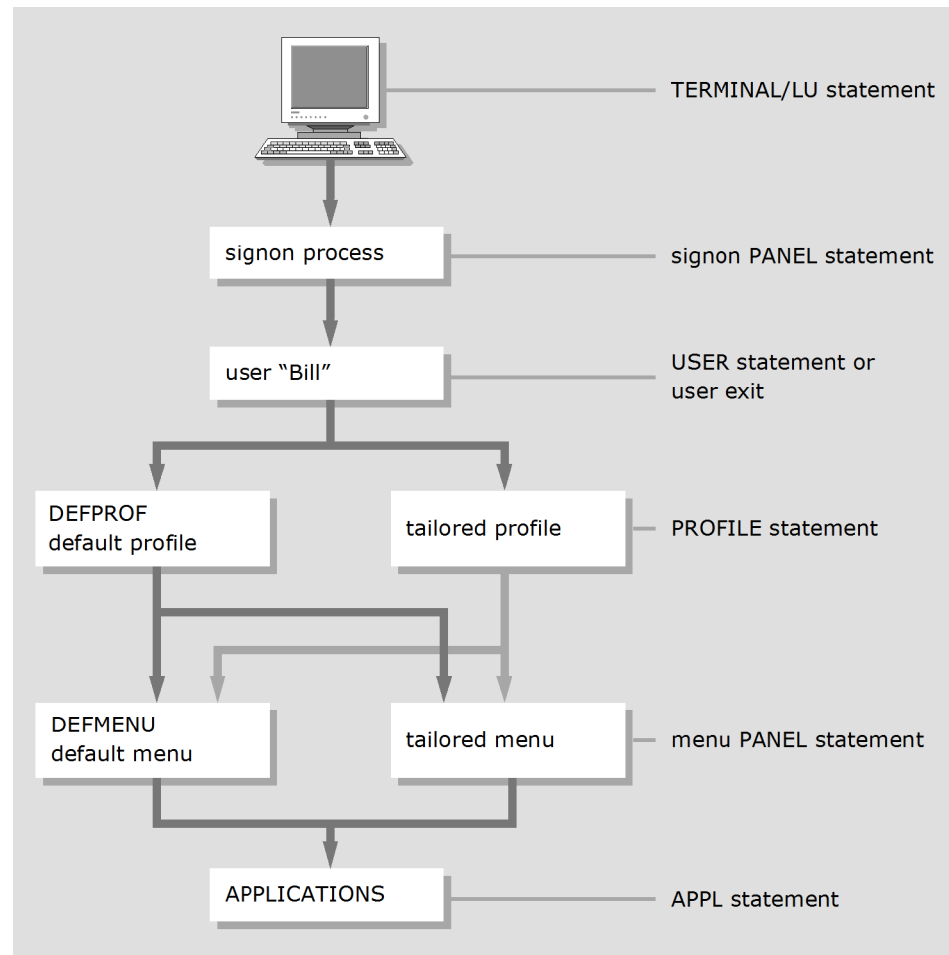 TERMINAL/LU statement
signon process
signon PANEL statement
user “Bill”
USER statement or
user exit
DEFPROF
default profile
tailored profile
PROFILE statement
DEFMENU
default menu
tailored menu
menu PANEL statement
APPLICATIONS
APPL statement